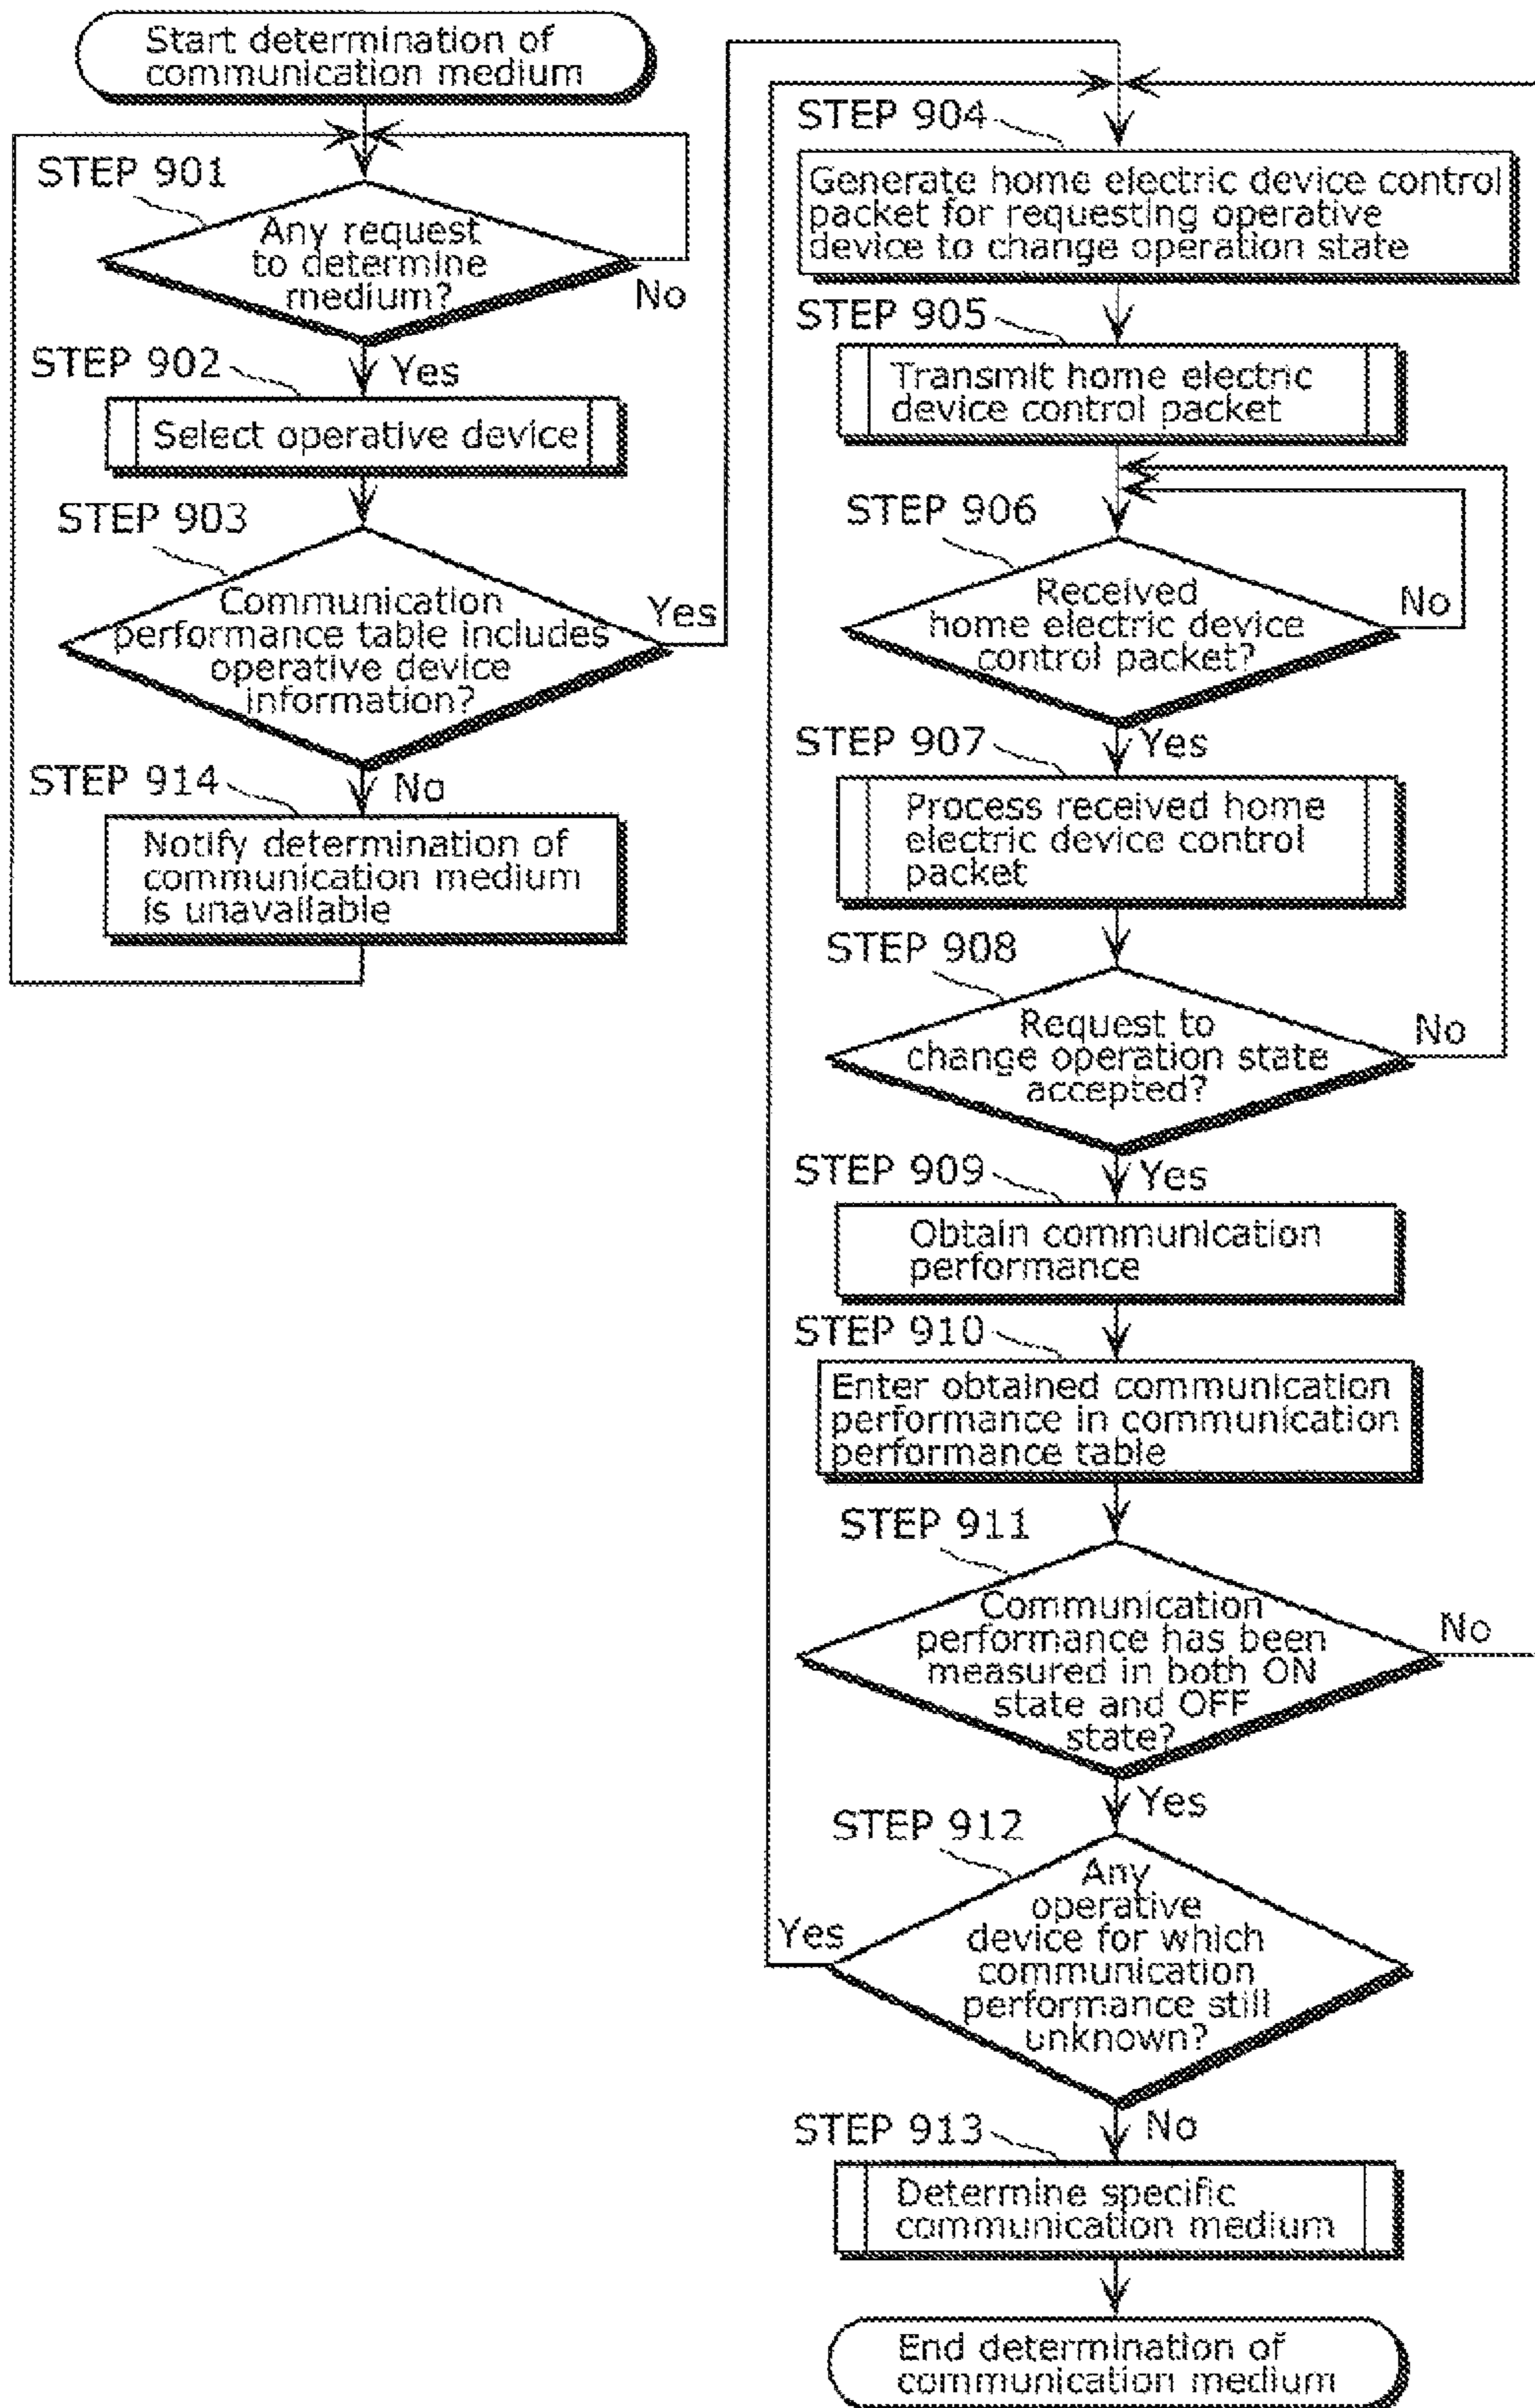 Start determination of
communication medium
STEP 901
Any request
to determine
medium?
No
Yes
STEP 902
Select operative device
STEP 903
Communication
performance table includes
operative device
information?
Yes
No
STEP 914
Notify determination of
communication medium
is unavailable
STEP 904
Generate home electric device control
packet for requesting operative
device to change operation state
STEP 905
Transmit home electric
device control packet
STEP 906
Received
home electric device
control packet?
No
Yes
STEP 907
Process received home
electric device control
packet
STEP 908
Request to
change operation state
accepted?
No
Yes
STEP 909
Obtain communication
performance
STEP 910
Enter obtained communication
performance in communication
performance table
STEP 911
Communication
performance has been
measured in both ON
state and OFF
state?
No
Yes
STEP 912
Any
operative
device for which
communication
performance still
unknown?
Yes
No
STEP 913
Determine specific
communication medium
End determination of
communication medium